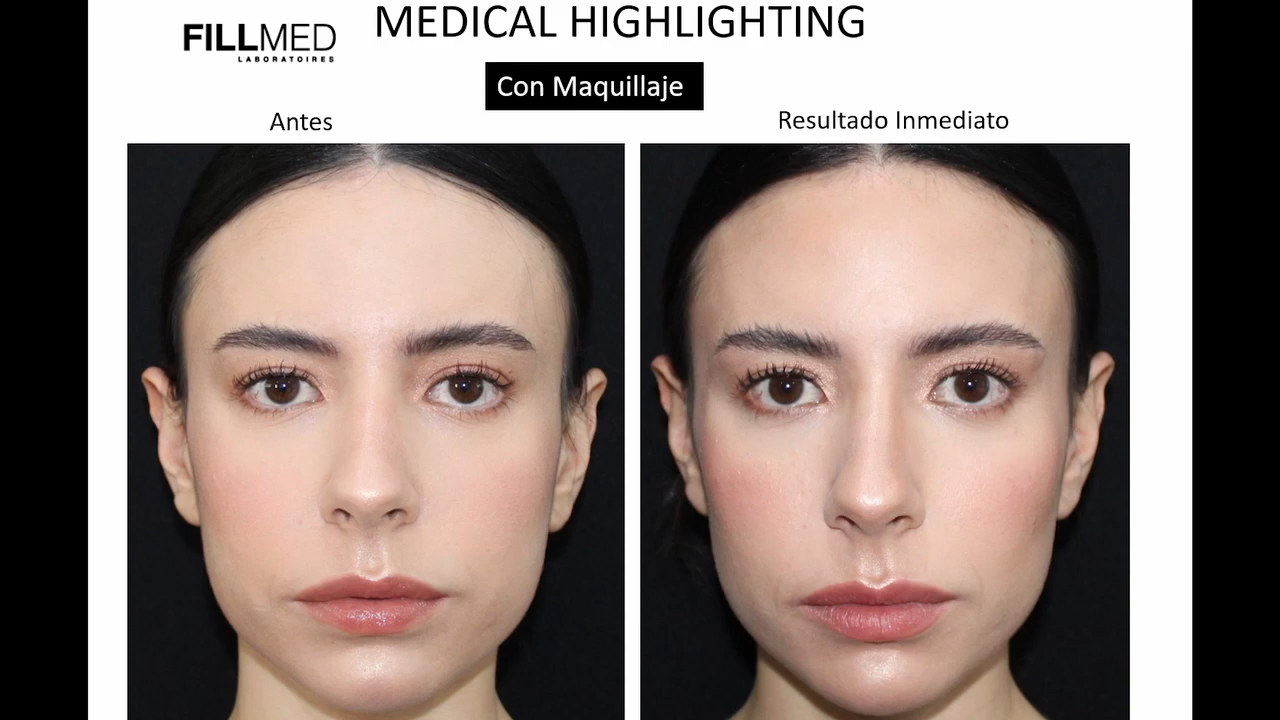 MEDICAL HIGHLIGHTING
FILLMED
LABORATOIRES
Con Maquillaje
Antes
Resultado Inmediato